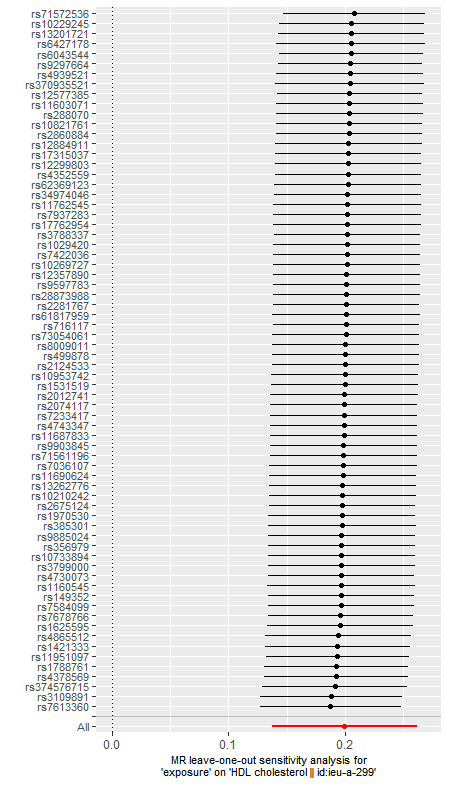 rs71572536
rs10229245
rs13201721
rs6427178
rs6043544
rs9297664
rs4939521
rs370935521
rs12577385
rs11603071
rs288070
rs10821761
rs2860884
rs12884911
rs17315037
rs12299803
rs4352559
rs62369123
rs34974046
rs11762545
rs7937283
rs17762954
rs3788337
rs1029420
rs7422036
rs10269727
rs12357890
rs9597783
rs28873988
rs2281767
rs61817959
rs716117
rs73054061
rs8009011
rs499878
rs2124533
rs10953742
rs1531519
rs2012741
rs2074117
rs7233417
rs4743347
rs11687833
rs9903845
rs71561196
rs7036107
rs11690624
rs13262776
rs10210242
rs2675124
rs1970530
rs385301
rs9885024
rs356979
rs10733894
rs3799000
rs4730073
rs1160545
rs149352
rs7584099
rs7678766
rs1625595
rs4865512
rs1421333
rs11951097
rs1788761
rs4378569
rs374576715
rs3109891
rs7613360
All
0.0 0.1 0.2
MR leave-one-out sensitivity analysis for
'exposure' on 'HDL cholesterol || id:ieu-a-299'